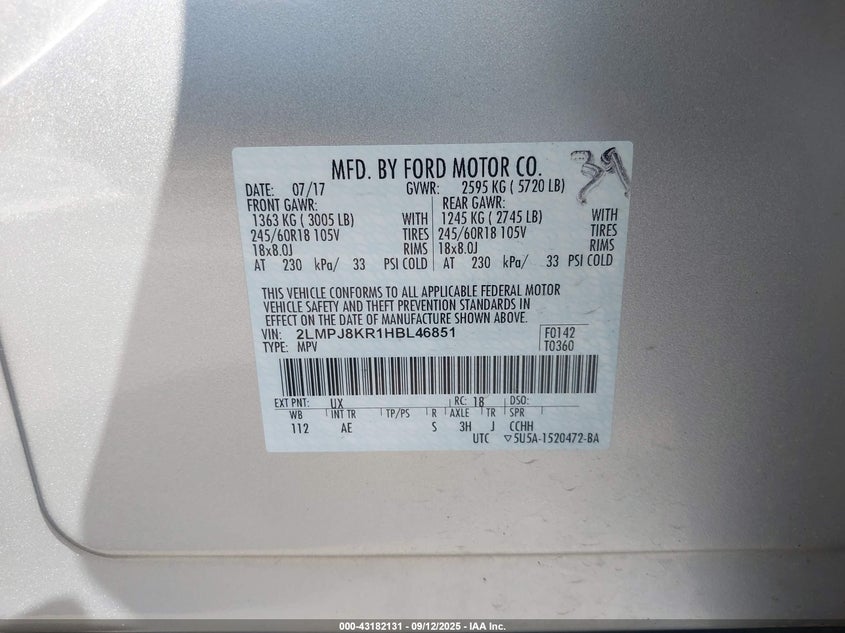 MFD. BY FORD MOTOR CO.
39
DATE: 07/17 GVWR: 2595 KG ( 5720 LB)
FRONT GAWR: REAR GAWR:
1363 KG ( 3005 LB) WITH 1245 KG ( 2745 LB) WITH
245/60R18 105V TIRES 245/60R18 105V TIRES
18x8.0J RIMS 18x8.0J RIMS
AT 230 kPa/ 33 PSI COLD AT 230 kPa/ 33 PSI COLD
THIS VEHICLE CONFORMS TO ALL APPLICABLE FEDERAL MOTOR
VEHICLE SAFETY AND THEFT PREVENTION STANDARDS IN
EFFECT ON THE DATE OF MANUFACTURE SHOWN ABOVE.
VIN: 2LMPJ8KR1HBL46851 F0142
TYPE: MPV T0360
EXT PNT: UX RC: 18 DSO:
WB INT TR TP/PS R AXLE TR SPR
112 AE S 3H J CCHH
UTC ▽5U5A-1520472-BA
000-43182131 - 09/12/2025 - IAA Inc.